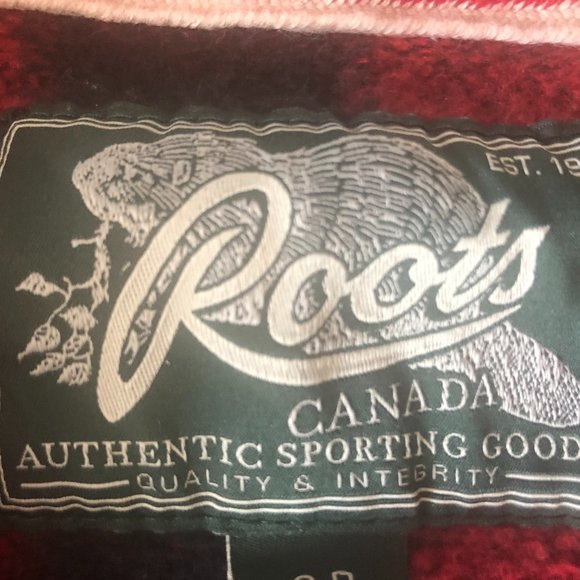 EST. 19
Roots
CANADA
AUTHENTIC SPORTING GOOD
QUALITY & INTEGRITY